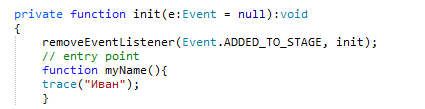 private function init(e:Event = null):void
{
removeEventListener(Event.ADDED_TO_STAGE, init);
// entry point
function myName(){
trace("Иван");
}